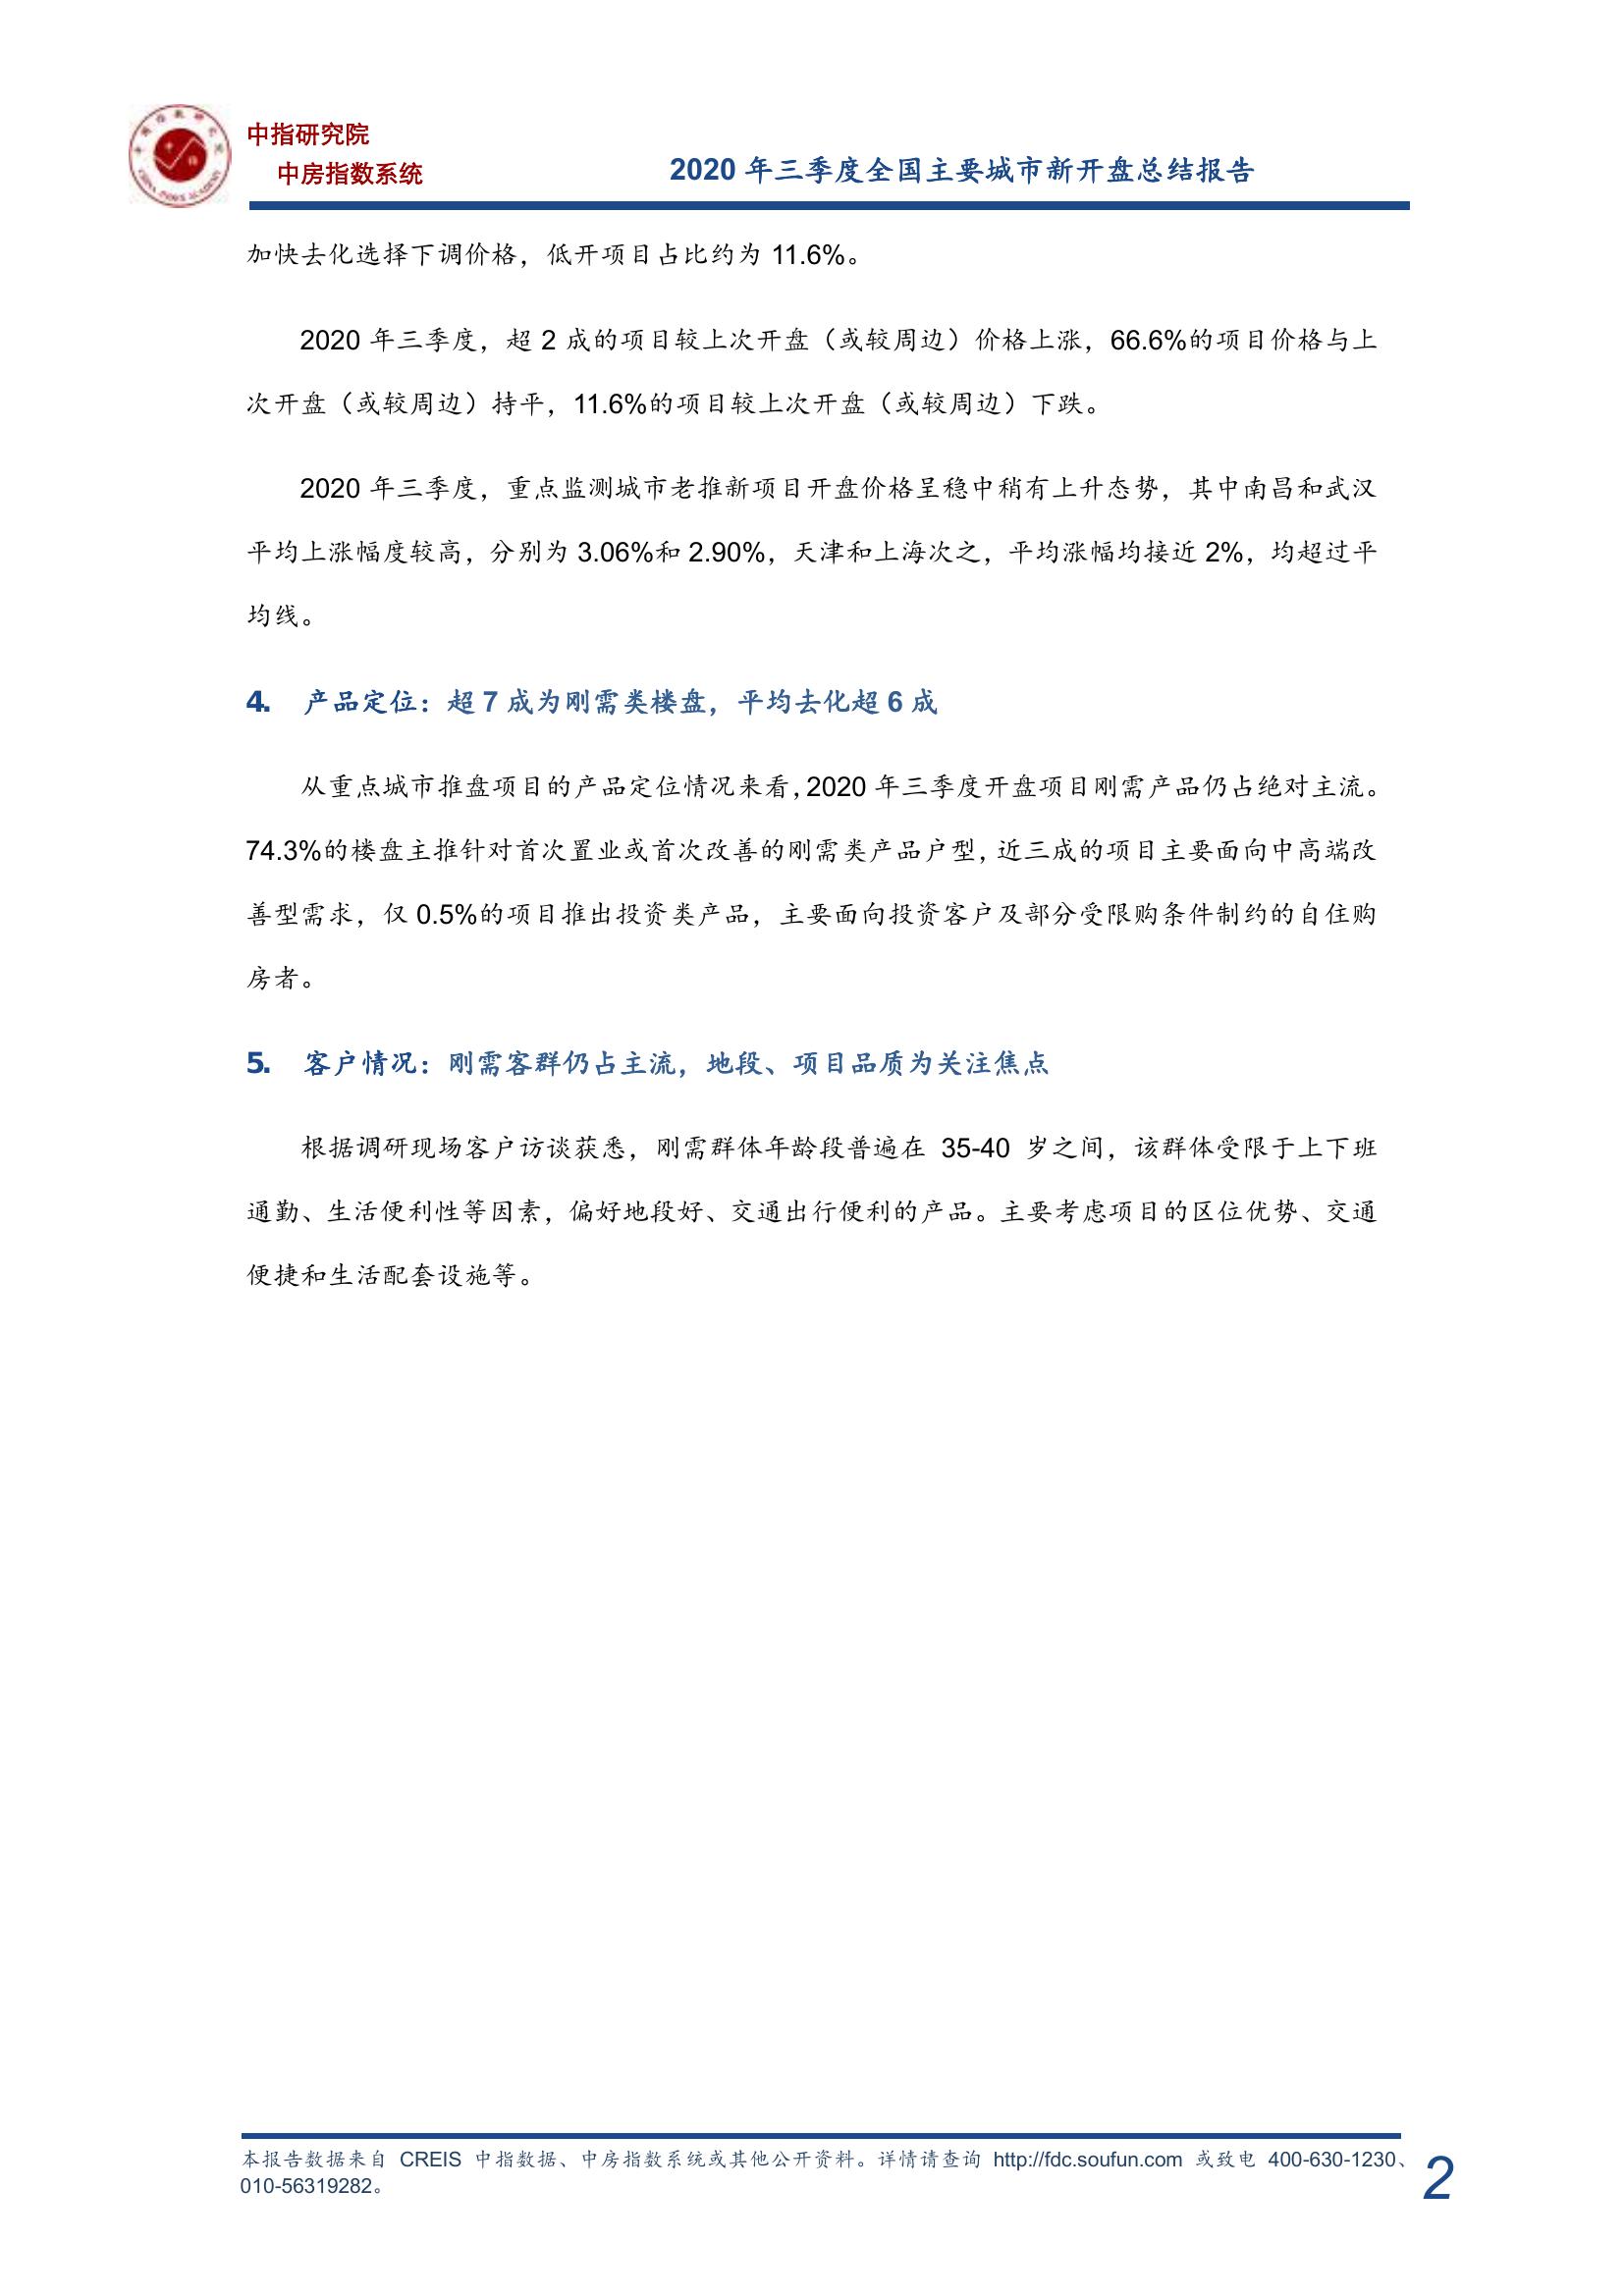 中指研究院
中房指数系统
2020 年三季度全国主要城市新开盘总结报告
加快去化选择下调价格，低开项目占比约为 11.6%。
2020 年三季度，超 2 成的项目较上次开盘（或较周边）价格上涨，66.6%的项目价格与上
次开盘（或较周边）持平，11.6%的项目较上次开盘（或较周边）下跌。
2020 年三季度，重点监测城市老推新项目开盘价格呈稳中稍有上升态势，其中南昌和武汉
平均上涨幅度较高，分别为 3.06%和 2.90%，天津和上海次之，平均涨幅均接近 2%，均超过平
均线。
4. 产品定位：超 7 成为刚需类楼盘，平均去化超 6 成
从重点城市推盘项目的产品定位情况来看，2020 年三季度开盘项目刚需产品仍占绝对主流。
74.3%的楼盘主推针对首次置业或首次改善的刚需类产品户型，近三成的项目主要面向中高端改
善型需求，仅 0.5%的项目推出投资类产品，主要面向投资客户及部分受限购条件制约的自住购
房者。
5. 客户情况：刚需客群仍占主流，地段、项目品质为关注焦点
根据调研现场客户访谈获悉，刚需群体年龄段普遍在 35-40 岁之间，该群体受限于上下班
通勤、生活便利性等因素，偏好地段好、交通出行便利的产品。主要考虑项目的区位优势、交通
便捷和生活配套设施等。
本报告数据来自 CREIS 中指数据、中房指数系统或其他公开资料。详情请查询 http://fdc.soufun.com 或致电 400-630-1230、
010-56319282。
2